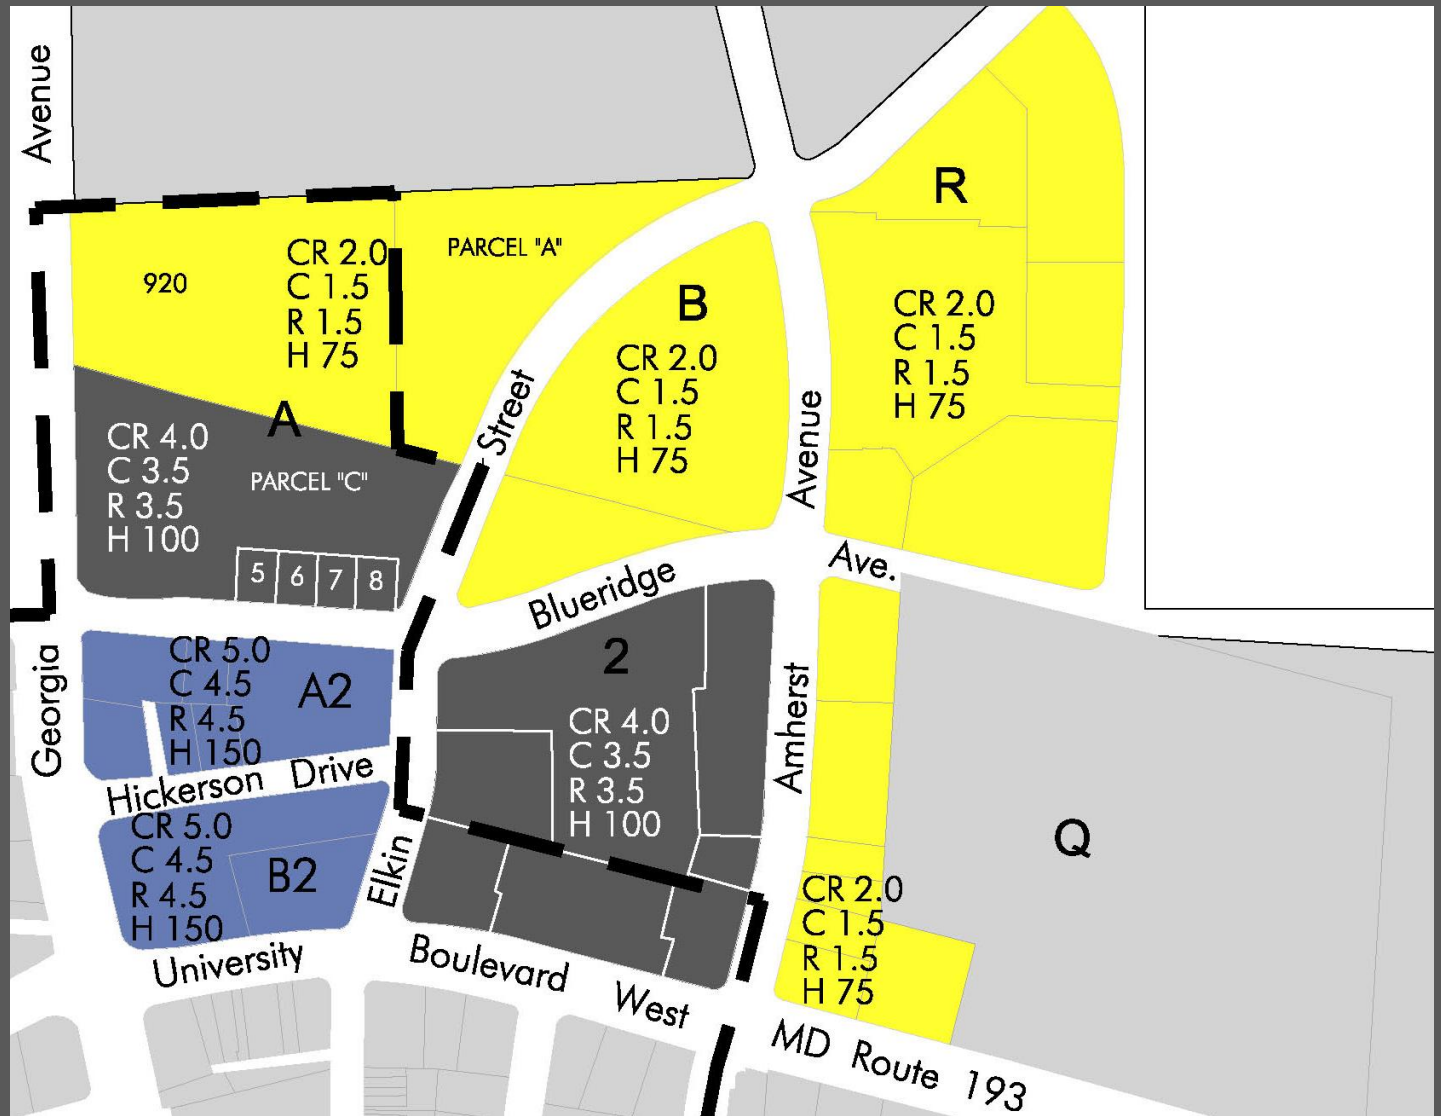 Avenue
R
PARCEL "A"
920
CR 2.0
C 1.5
R 1.5
H 75
B
CR 2.0
C 1.5
R 1.5
H 75
CR 2.0
C 1.5
R 1.5
H 75
Street
Avenue
A
CR 4.0
C 3.5
R 3.5
H 100
PARCEL "C"
5
6
7
8
Blueridge
Ave.
Georgia
CR 5.0
C 4.5
R 4.5
H 150
A2
2
CR 4.0
C 3.5
R 3.5
H 100
Amherst
Hickerson Drive
CR 5.0
C 4.5
R 4.5
H 150
B2
Elkin
Q
CR 2.0
C 1.5
R 1.5
H 75
University
Boulevard
West
MD Route 193